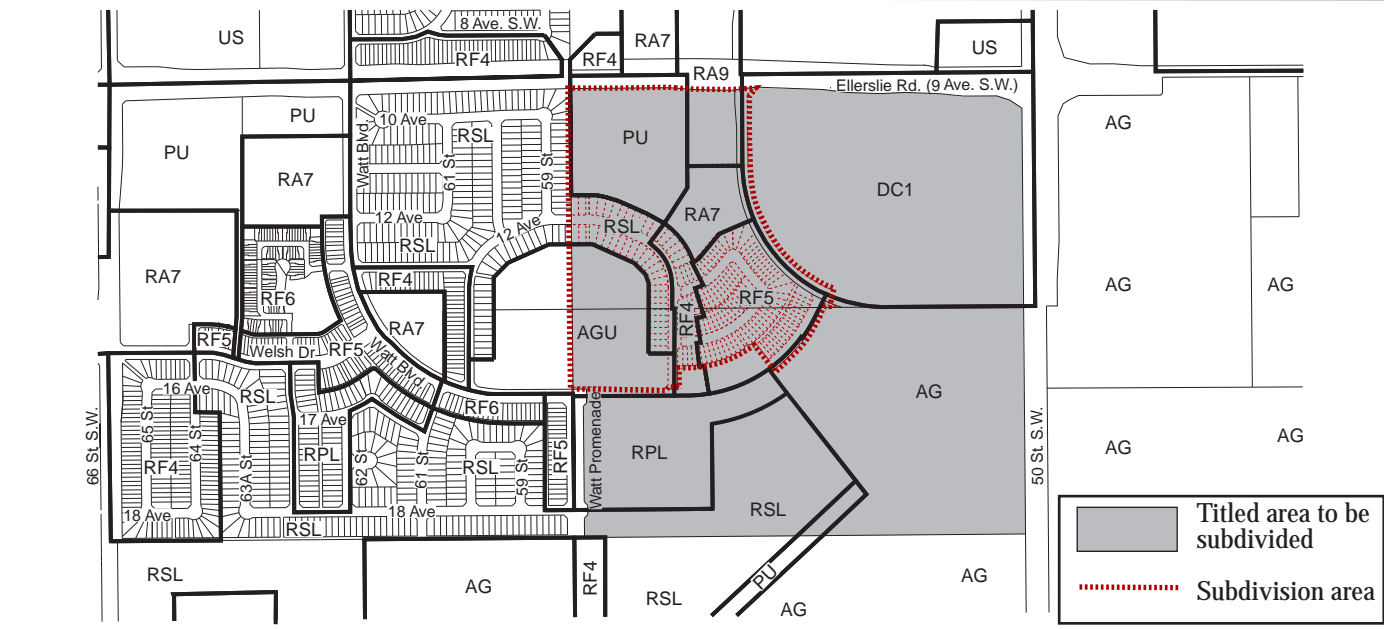 8 Ave. S.W.
US
RF4
RF4
RA7
US
RA9
Ellerslie Rd. (9 Ave. S.W.)
PU
PU
RA7
Watt Blvd.
10 Ave
RSL
61 St
59 St
12 Ave
RSL
12 Ave
PU
DC1
AG
RSL
RA7
RA7
RF6
RF4
RA7
AGU
RF4
RF5
AG
AG
RF5
Welsh Dr.
RF5
Watt Blvd.
66 St S.W.
16 Ave
65 St
64 St
RF4
18 Ave
RSL
63A St
17 Ave
RPL
62 St
61 St
RF6
RSL
59 St
RF5
18 Ave
RSL
Watt Promenade
RPL
RSL
AG
50 St S.W.
AG
AG
RSL
AG
RF4
RSL
PU
AG
AG
Titled area to be
subdivided
Subdivision area